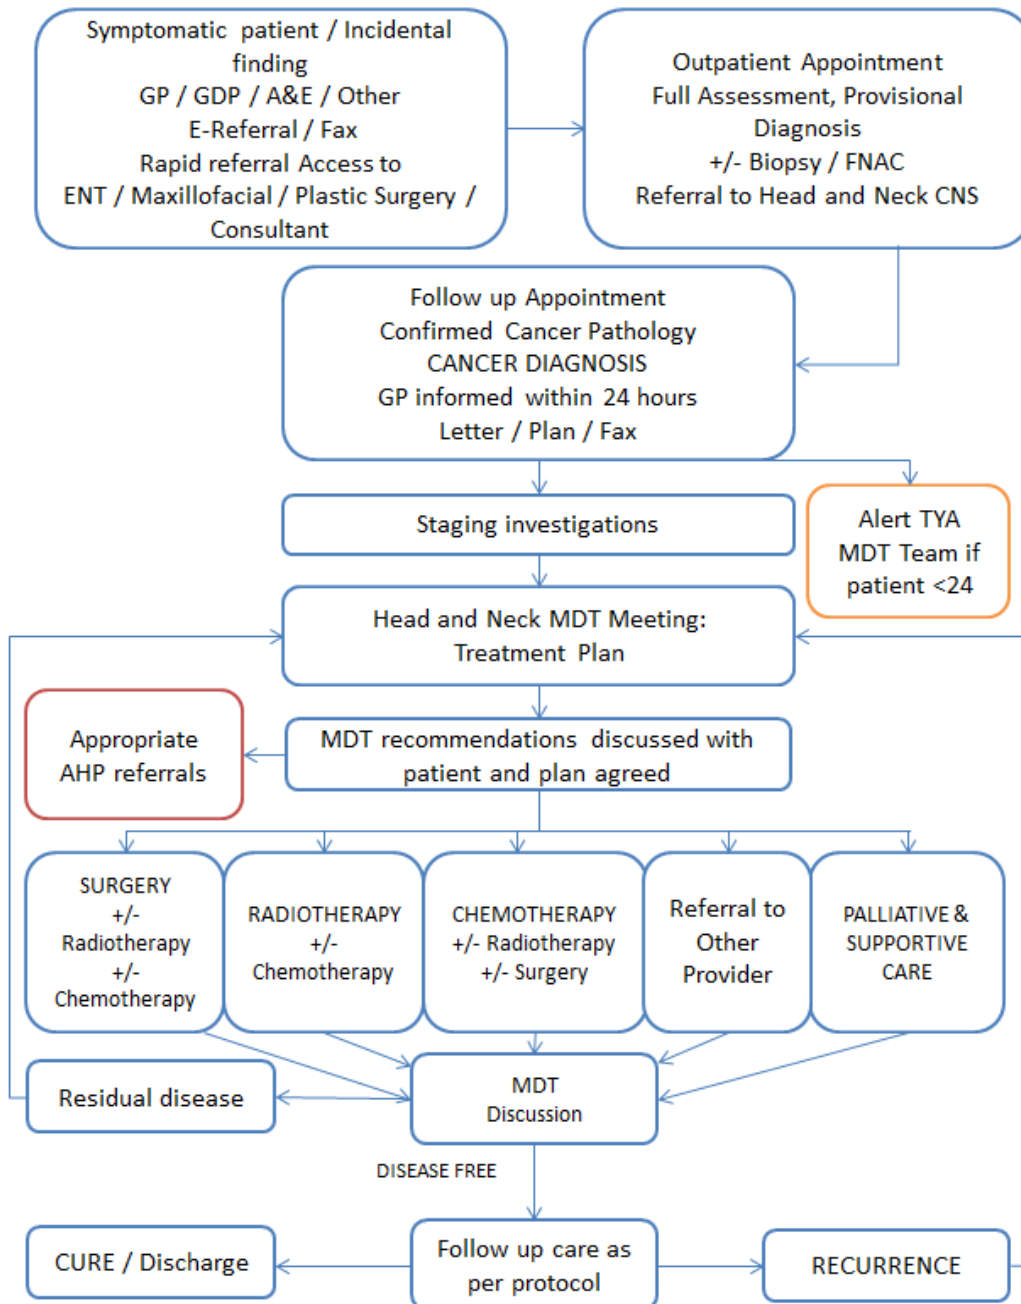 Symptomatic patient / Incidental
finding
GP / GDP / A&E / Other
E-Referral / Fax
Rapid referral Access to
ENT / Maxillofacial / Plastic Surgery /
Consultant
Outpatient Appointment
Full Assessment, Provisional
Diagnosis
+/- Biopsy / FNAC
Referral to Head and Neck CNS
Follow up Appointment
Confirmed Cancer Pathology
CANCER DIAGNOSIS
GP informed within 24 hours
Letter / Plan / Fax
Staging investigations
Alert TYA
MDT Team if
patient <24
Head and Neck MDT Meeting:
Treatment Plan
Appropriate
AHP referrals
MDT recommendations discussed with
patient and plan agreed
SURGERY
+/-
Radiotherapy
+/-
Chemotherapy
RADIOTHERAPY
+/-
Chemotherapy
CHEMOTHERAPY
+/- Radiotherapy
+/- Surgery
Referral to
Other
Provider
PALLIATIVE &
SUPPORTIVE
CARE
Residual disease
MDT
Discussion
DISEASE FREE
CURE / Discharge
Follow up care as
per protocol
RECURRENCE